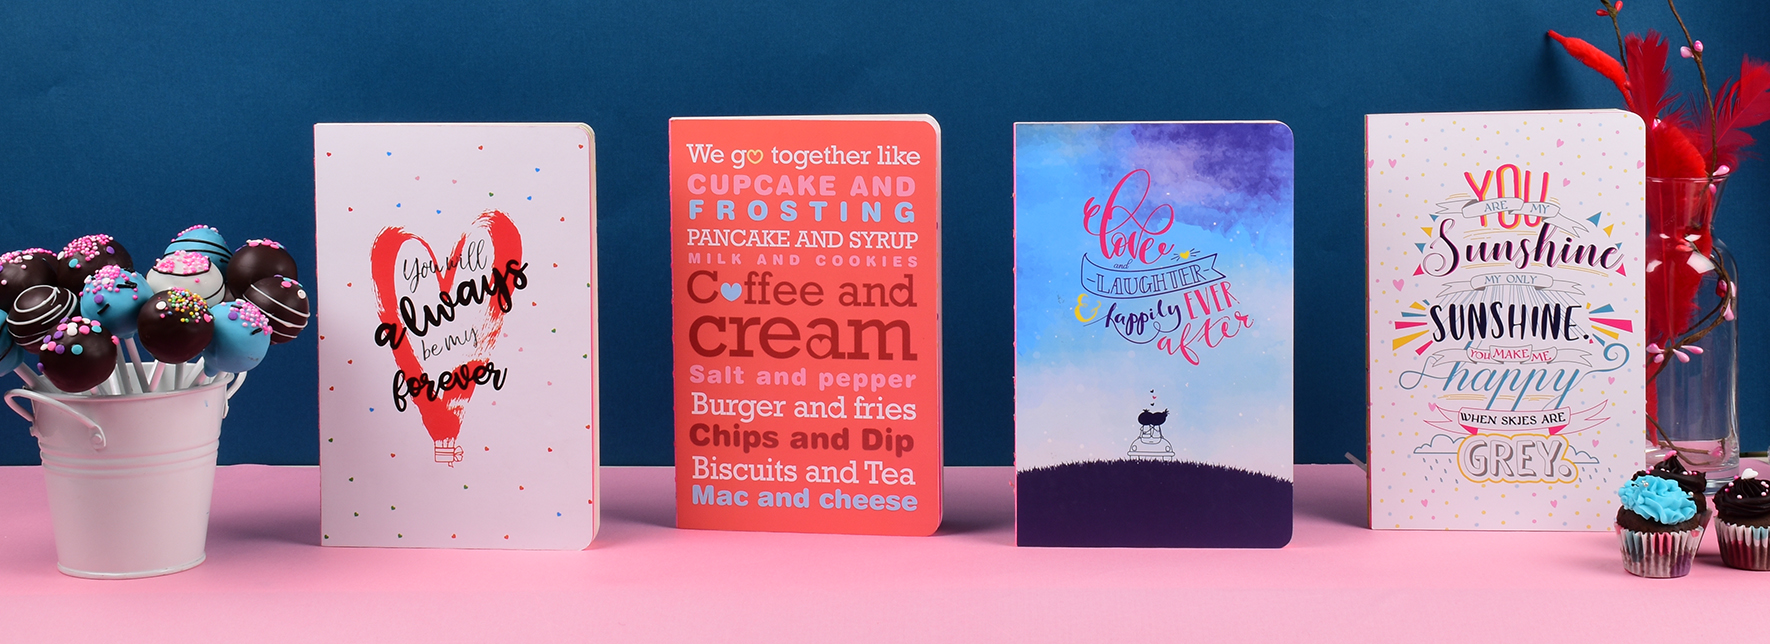 You will
always
be my
forever
We go together like
CUPCAKE AND
FROSTING
PANCAKE AND SYRUP
MILK AND COOKIES
Coffee and
cream
Salt and pepper
Burger and fries
Chips and Dip
Biscuits and Tea
Mac and cheese
Love
and
LAUGHTER
& happily EVER
after
YOU
ARE MY
Sunshine
MY ONLY
SUNSHINE.
YOU MAKE ME
happy
WHEN SKIES ARE
GREY.